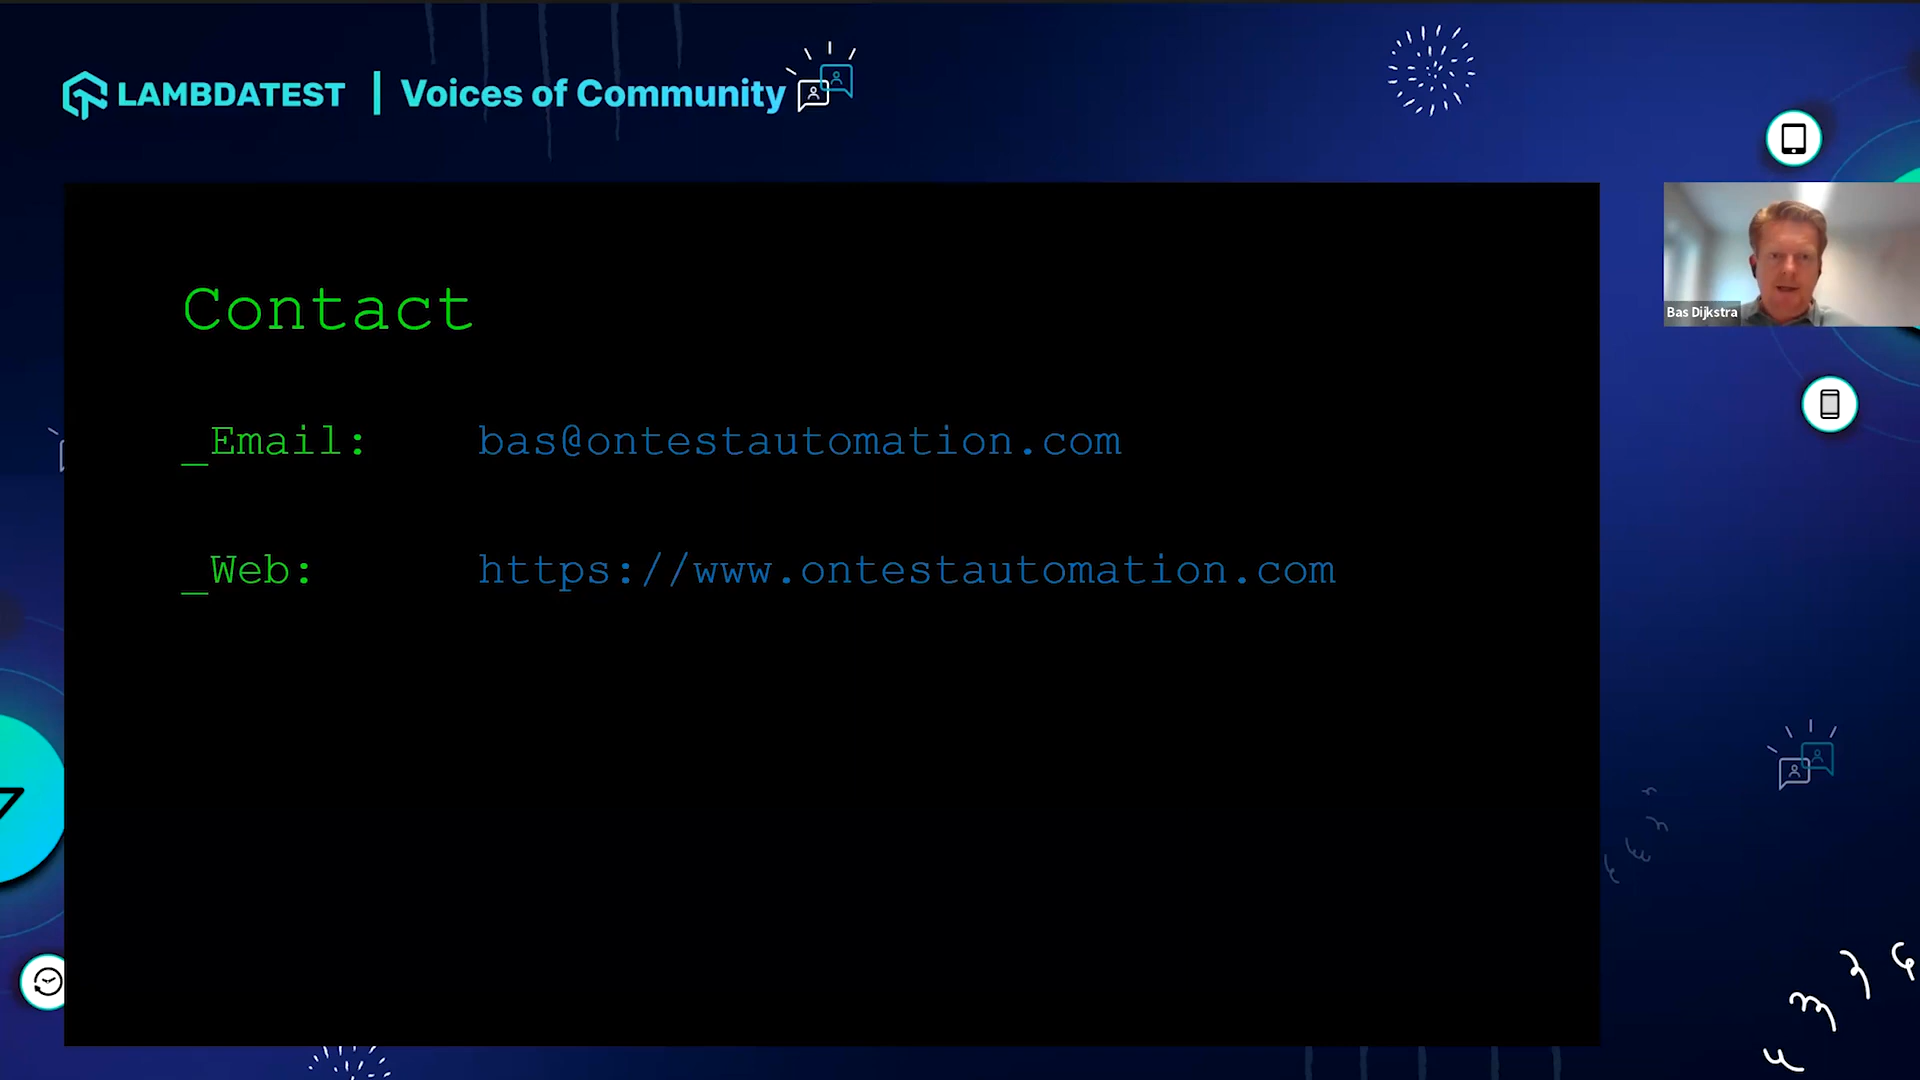 LAMBDATEST | Voices of Community
Contact
_Email: bas@ontestautomation.com
_Web: https://www.ontestautomation.com
Bas Dijkstra